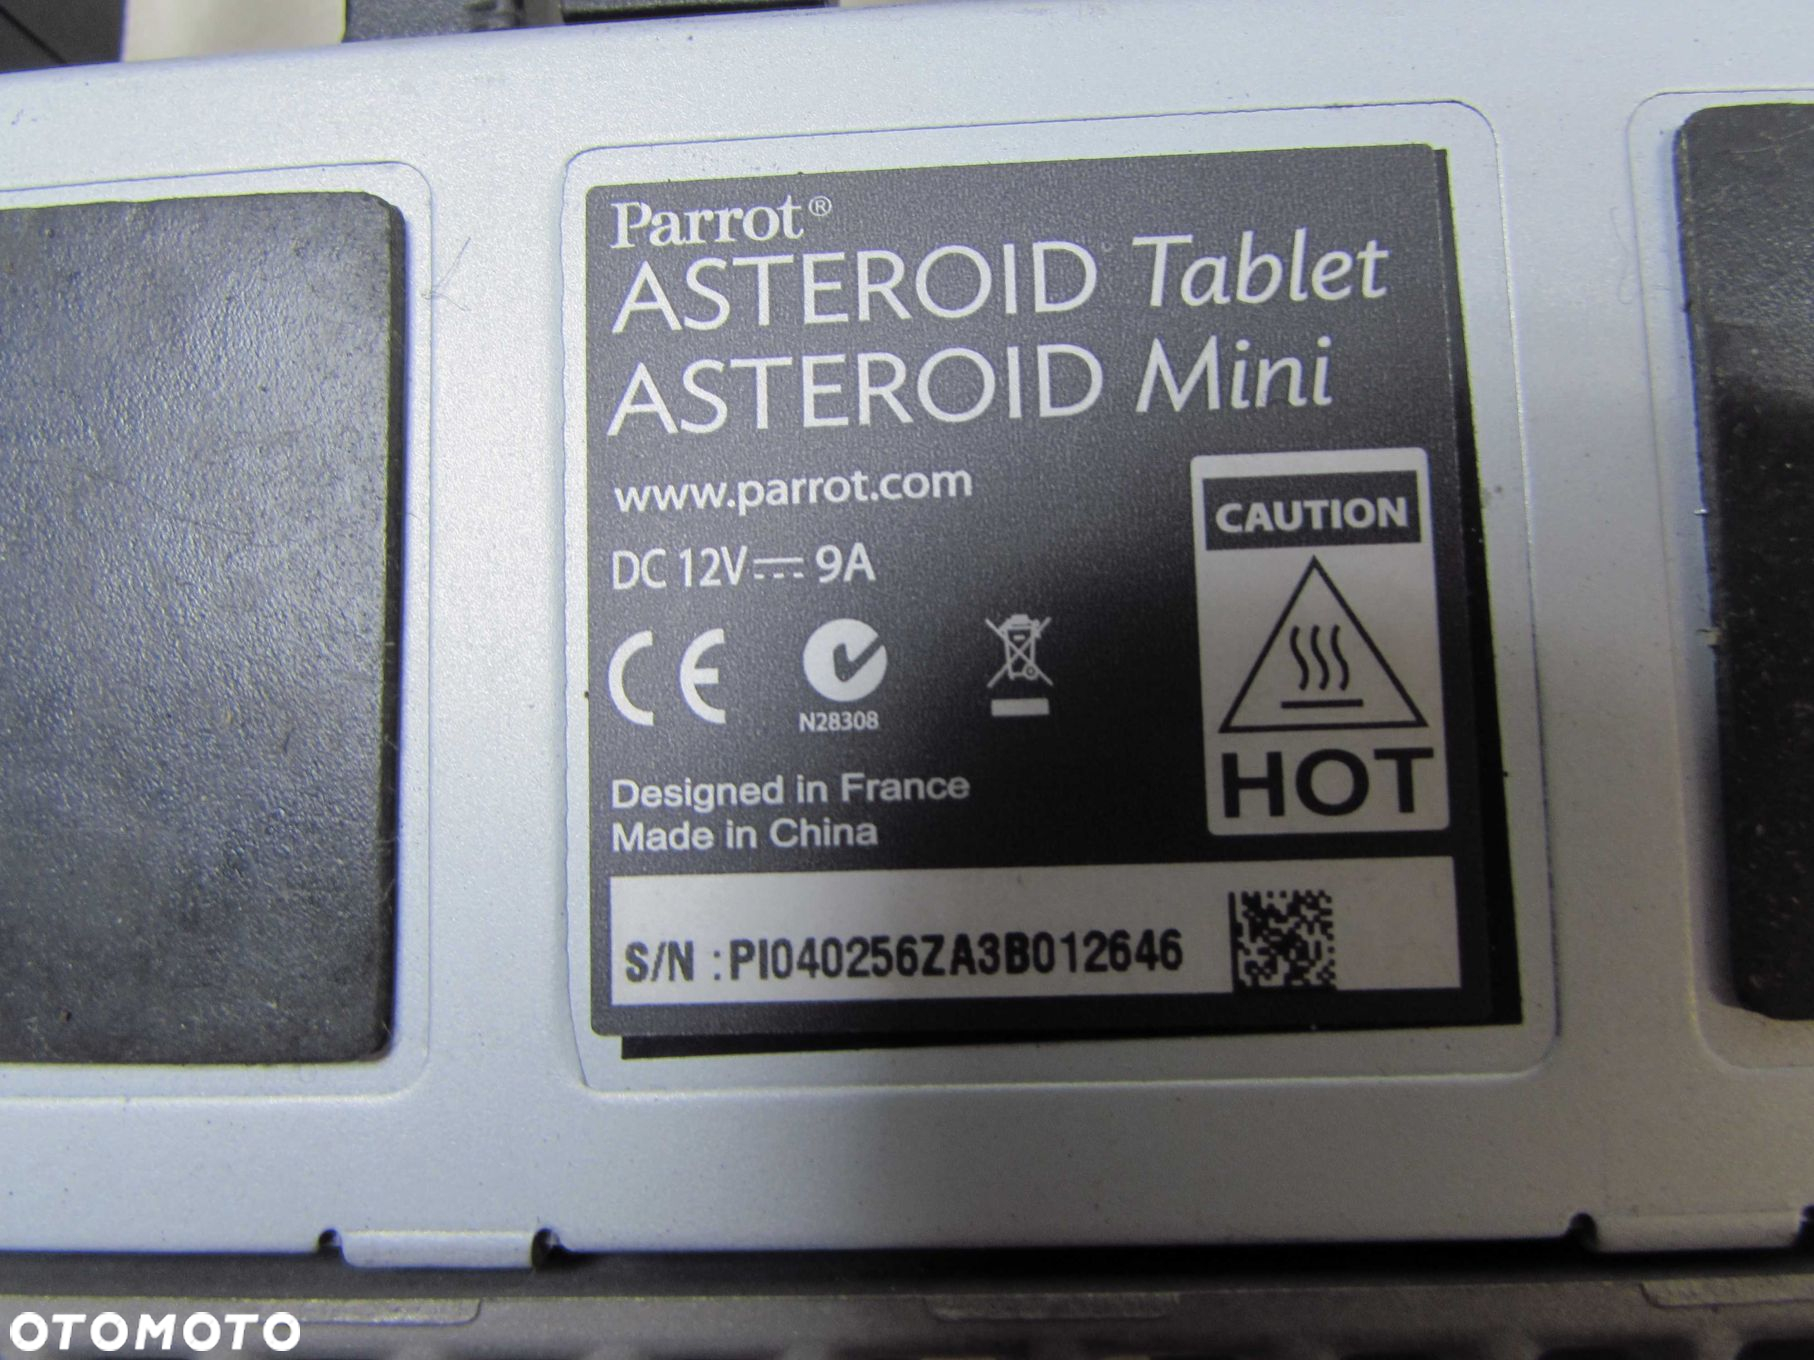 Parrot®
ASTEROID Tablet
ASTEROID Mini
www.parrot.com
DC 12V⎓ 9A
CE
N28308
CAUTION
HOT
Designed in France
Made in China
S/N :PI040256ZA3B012646
OTOMOTO